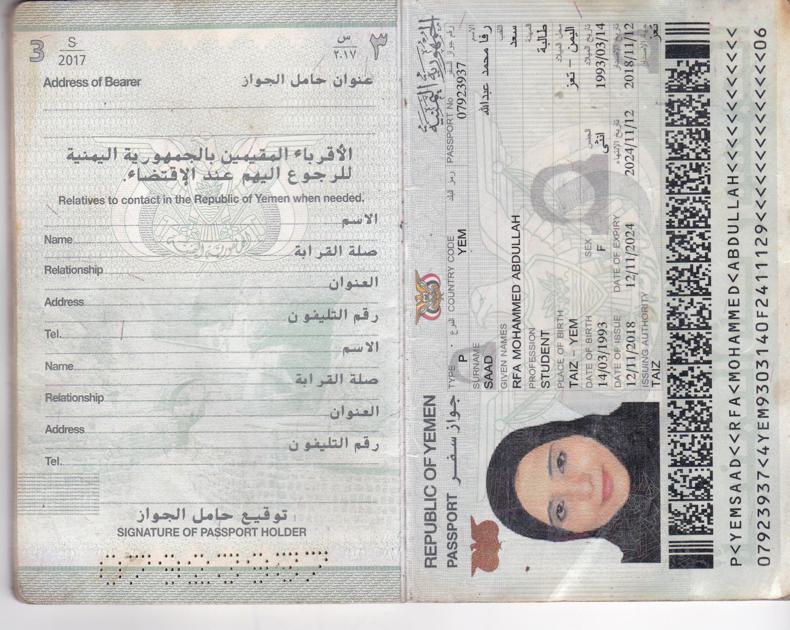 3
S
2017
Address of Bearer
عنوان حامل الجواز
س
٢٠١٧
٣
الأقرباء المقيمين بالجمهورية اليمنية
للرجوع اليهم عند الإقتضاء.
Relatives to contact in the Republic of Yemen when needed.
Name
الاسم
Relationship
صلة القرابة
Address
العنوان
Tel.
رقم التليفون
Name
الاسم
Relationship
صلة القرابة
Address
العنوان
Tel.
رقم التليفون
توقيع حامل الجواز :
SIGNATURE OF PASSPORT HOLDER
REPUBLIC OF YEMEN
الجمهورية اليمنية
PASSPORT جواز سفر
TYPE النوع COUNTRY CODE رمز البلد PASSPORT No رقم جواز السفر
P YEM 07923937
SURNAME الاسم
SAAD رفا محمد عبدالله
GIVEN NAMES اللقب
RFA MOHAMMED ABDULLAH سعد
PROFESSION المهنة
STUDENT طالبة
PLACE OF BIRTH محل الميلاد
TAIZ - YEM اليمن - تعز
DATE OF BIRTH SEX الجنس تاريخ الميلاد
14/03/1993 F أنثى 1993/03/14
DATE OF ISSUE DATE OF EXPIRY تاريخ الإنتهاء تاريخ الإصدار
12/11/2018 12/11/2024 2024/11/12 2018/11/12
ISSUING AUTHORITY جهة الإصدار
TAIZ تعز
P<YEMSAAD<<RFA<MOHAMMED<ABDULLAH<<<<<<<<<<<<
07923937<4YEM9303140F2411129<<<<<<<<<<<<<<06